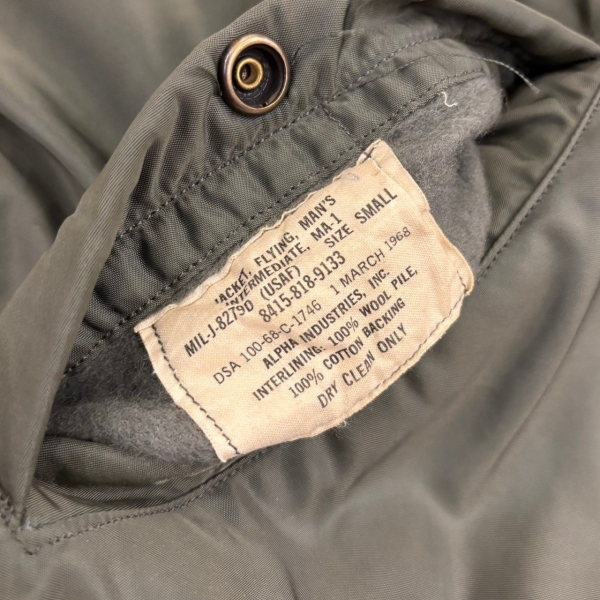 JACKET, FLYING, MAN'S
INTERMEDIATE, MA-1
MIL-J-8279D (USAF) SIZE SMALL
8415-818-9133
DSA 100-68-C-1746 1 MARCH 1968
ALPHA INDUSTRIES, INC.
INTERLINING. 100% WOOL PILE,
100% COTTON BACKING
DRY CLEAN ONLY